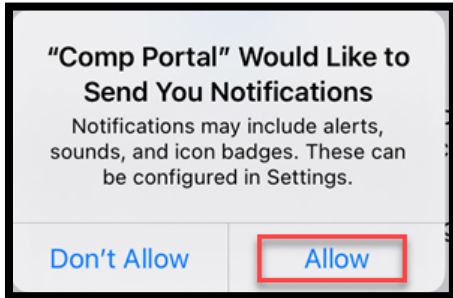 “Comp Portal” Would Like to
Send You Notifications
Notifications may include alerts,
sounds, and icon badges. These can
be configured in Settings.
Don’t Allow
Allow